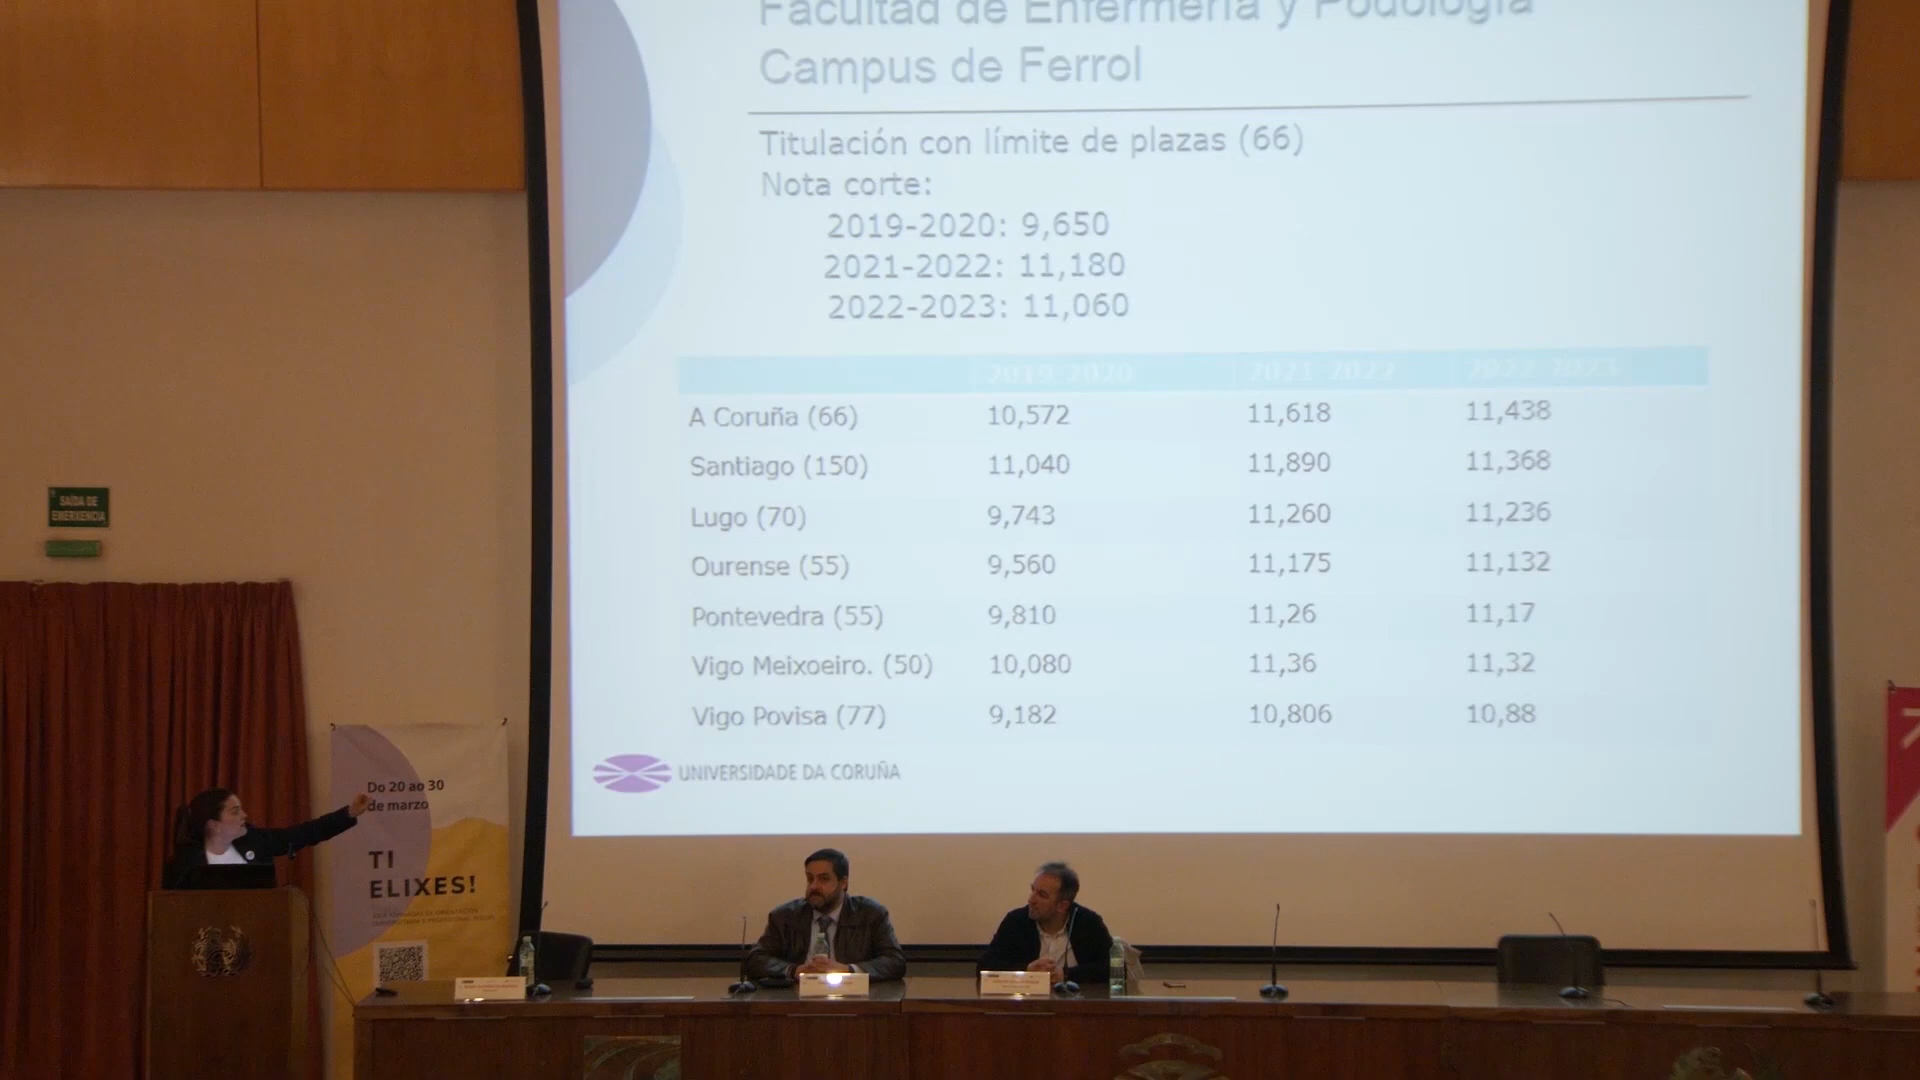 Facultad de Enfermería y Podología
Campus de Ferrol
Titulación con límite de plazas (66)
Nota corte:
2019-2020: 9,650
2021-2022: 11,180
2022-2023: 11,060
2019-2020 2021-2022 2022-2023
A Coruña (66) 10,572 11,618 11,438
Santiago (150) 11,040 11,890 11,368
Lugo (70) 9,743 11,260 11,236
Ourense (55) 9,560 11,175 11,132
Pontevedra (55) 9,810 11,26 11,17
Vigo Meixoeiro. (50) 10,080 11,36 11,32
Vigo Povisa (77) 9,182 10,806 10,88
UNIVERSIDADE DA CORUÑA
SAÍDA DE
EMERXENCIA
Do 20 ao 30
de marzo
TI
ELIXES!